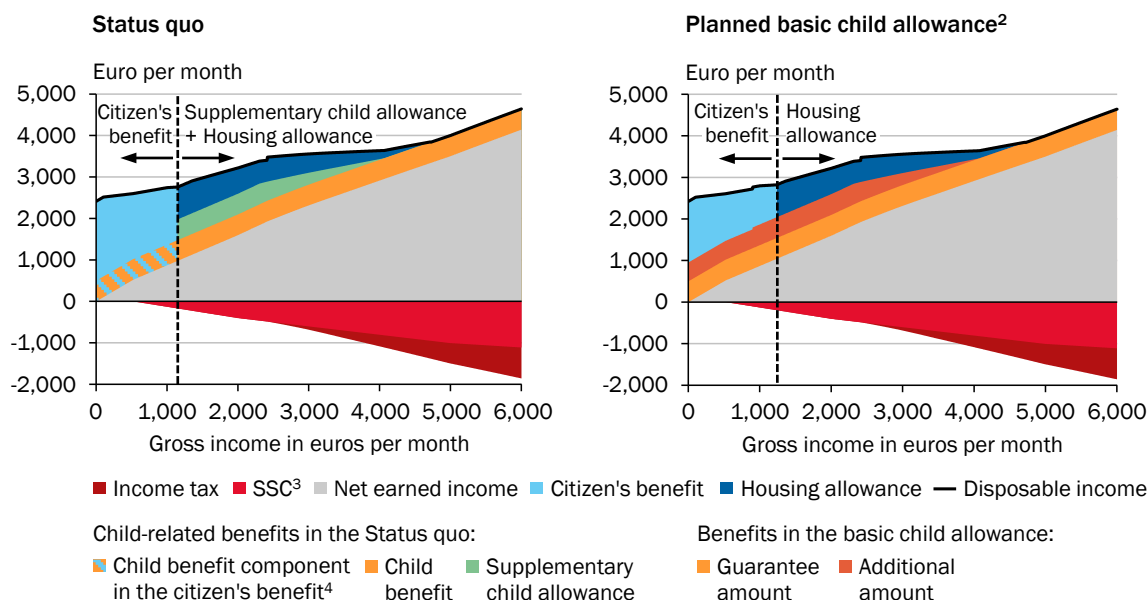 Status quo
Euro per month
5,000
4,000
3,000
2,000
1,000
0
-1,000
-2,000
Citizen's
benefit
Supplementary child allowance
+ Housing allowance
0 1,000 2,000 3,000 4,000 5,000 6,000
Gross income in euros per month
Planned basic child allowance²
Euro per month
5,000
4,000
3,000
2,000
1,000
0
-1,000
-2,000
Citizen's
benefit
Housing
allowance
0 1,000 2,000 3,000 4,000 5,000 6,000
Gross income in euros per month
Income tax SSC³ Net earned income Citizen's benefit Housing allowance Disposable income
Child-related benefits in the Status quo:
Child benefit component
in the citizen's benefit⁴
Child
benefit
Supplementary
child allowance
Benefits in the basic child allowance:
Guarantee
amount
Additional
amount